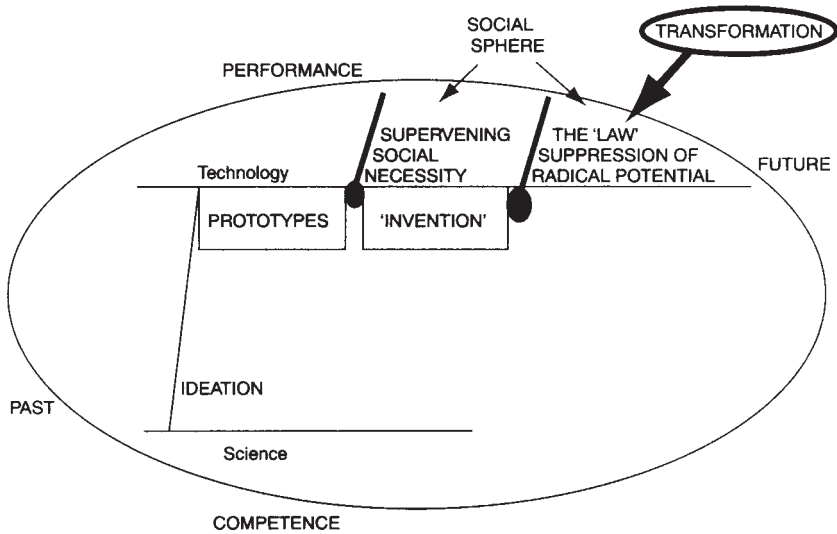 SOCIAL
SPHERE
TRANSFORMATION
PERFORMANCE
SUPERVENING
SOCIAL
NECESSITY
THE 'LAW'
SUPPRESSION OF
RADICAL POTENTIAL
FUTURE
Technology
PROTOTYPES
'INVENTION'
IDEATION
PAST
Science
COMPETENCE